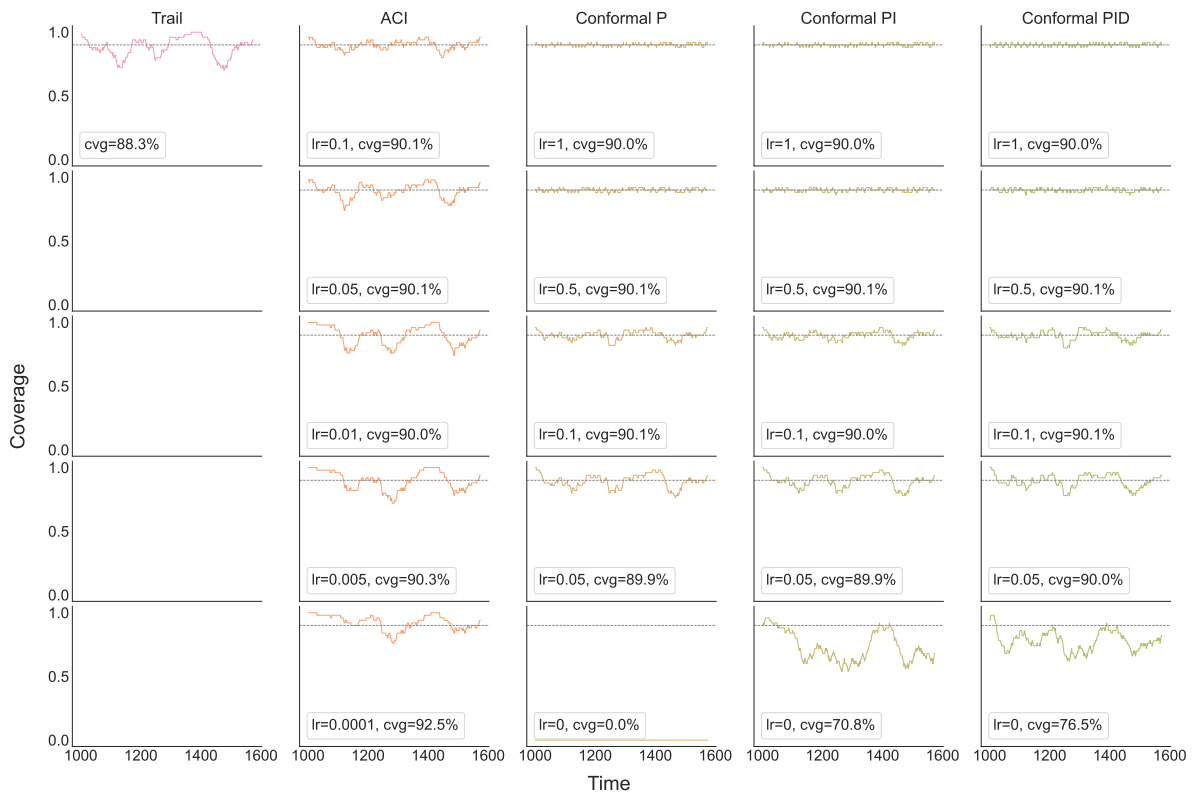 Trail ACI Conformal P Conformal PI Conformal PID
1.0
0.5
cvg=88.3% lr=0.1, cvg=90.1% lr=1, cvg=90.0% lr=1, cvg=90.0% lr=1, cvg=90.0%
0.0
1.0
0.5
lr=0.05, cvg=90.1% lr=0.5, cvg=90.1% lr=0.5, cvg=90.1% lr=0.5, cvg=90.1%
0.0
1.0
0.5
lr=0.01, cvg=90.0% lr=0.1, cvg=90.1% lr=0.1, cvg=90.0% lr=0.1, cvg=90.1%
0.0
Coverage
1.0
0.5
lr=0.005, cvg=90.3% lr=0.05, cvg=89.9% lr=0.05, cvg=89.9% lr=0.05, cvg=90.0%
0.0
1.0
0.5
lr=0.0001, cvg=92.5% lr=0, cvg=0.0% lr=0, cvg=70.8% lr=0, cvg=76.5%
0.0
1000 1200 1400 1600 1000 1200 1400 1600 1000 1200 1400 1600 1000 1200 1400 1600 1000 1200 1400 1600
Time